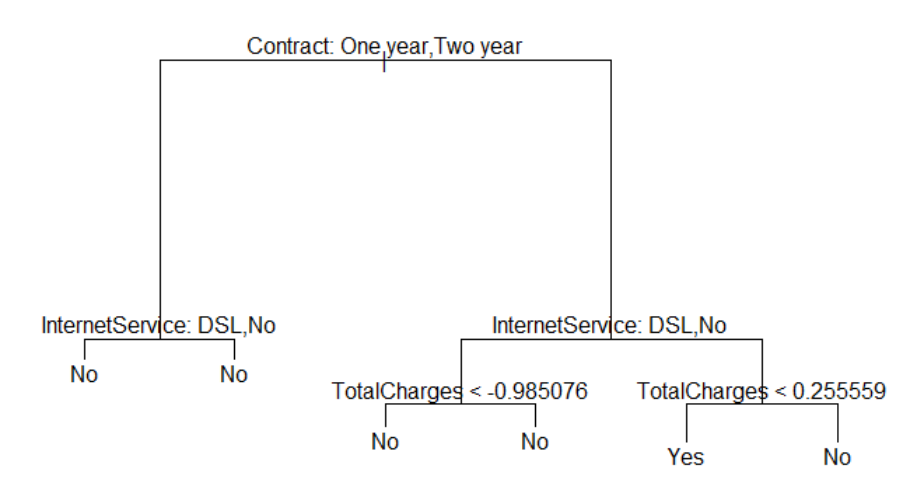 Contract: One year,Two year
InternetService: DSL,No
InternetService: DSL,No
No
No
TotalCharges < -0.985076
TotalCharges < 0.255559
No
No
Yes
No